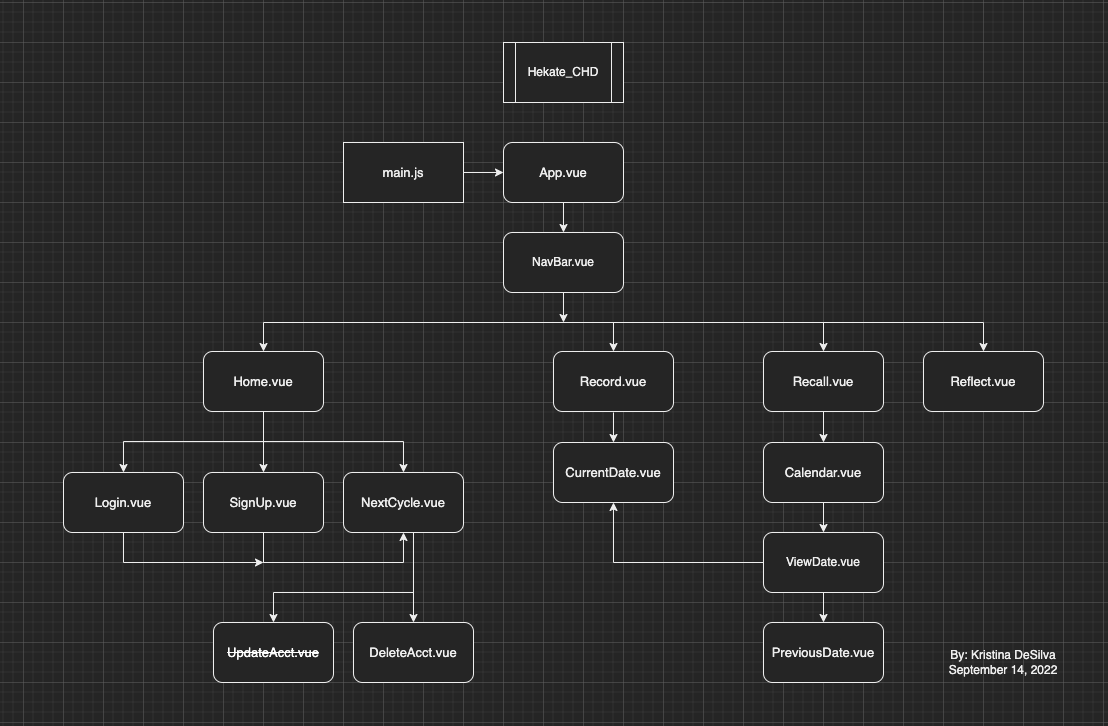 Hekate_CHD
main.js
App.vue
NavBar.vue
Home.vue
Record.vue
Recall.vue
Reflect.vue
CurrentDate.vue
Calendar.vue
Login.vue
SignUp.vue
NextCycle.vue
ViewDate.vue
UpdateAcct.vue
DeleteAcct.vue
PreviousDate.vue
By: Kristina DeSilva
September 14, 2022